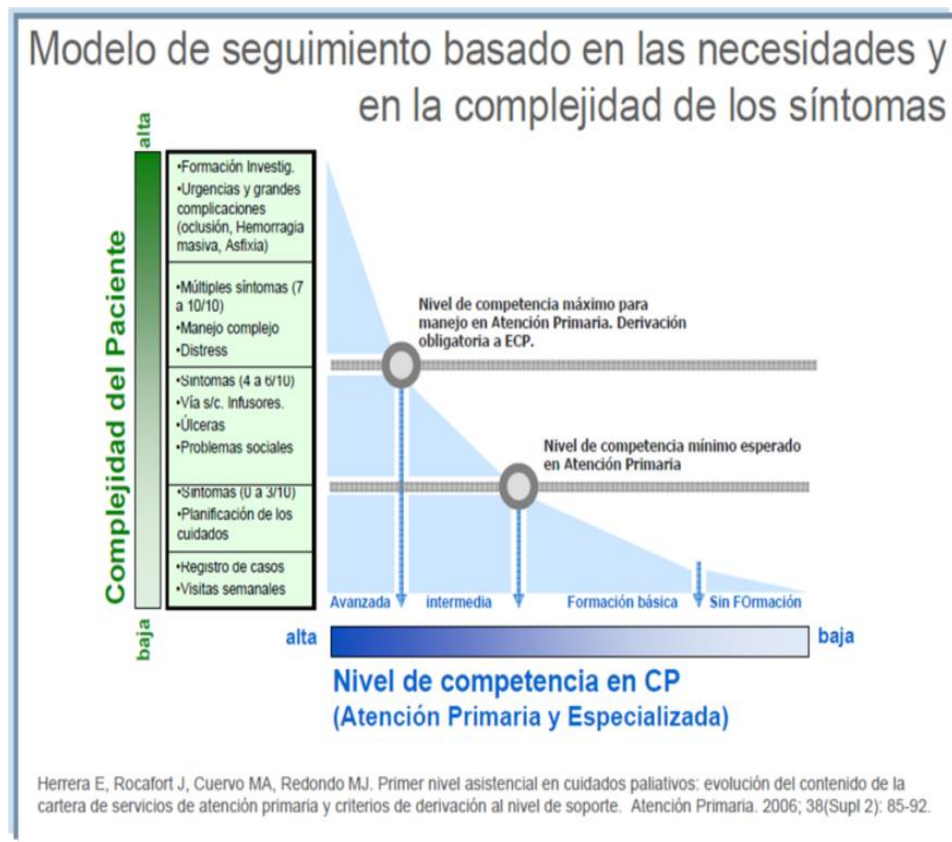 Modelo de seguimiento basado en las necesidades y
en la complejidad de los síntomas
alta
Complejidad del Paciente
baja
•Formación Investig.
•Urgencias y grandes
complicaciones
(oclusión, Hemorragia
masiva, Asfixia)
•Múltiples síntomas (7
a 10/10)
•Manejo complejo
•Distress
•Síntomas (4 a 6/10)
•Vía s/c. Infusores.
•Úlceras
•Problemas sociales
•Síntomas (0 a 3/10)
•Planificación de los
cuidados
•Registro de casos
•Visitas semanales
Nivel de competencia máximo para
manejo en Atención Primaria. Derivación
obligatoria a ECP.
Nivel de competencia mínimo esperado
en Atención Primaria
Avanzada
intermedia
Formación básica
Sin FOrmación
alta
baja
Nivel de competencia en CP
(Atención Primaria y Especializada)
Herrera E, Rocafort J, Cuervo MA, Redondo MJ. Primer nivel asistencial en cuidados paliativos: evolución del contenido de la
cartera de servicios de atención primaria y criterios de derivación al nivel de soporte. Atención Primaria. 2006; 38(Supl 2): 85-92.